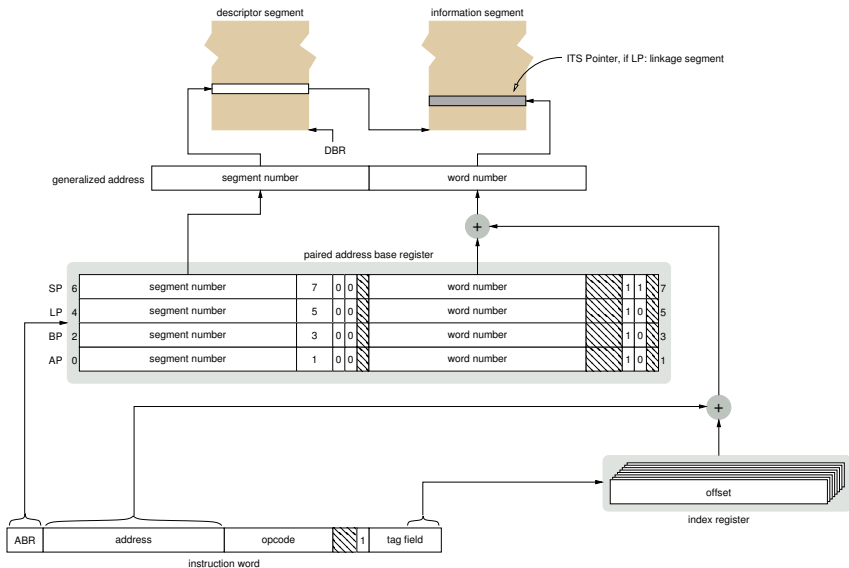 descriptor segment
information segment
ITS Pointer, if LP: linkage segment
DBR
generalized address
segment number
word number
+
paired address base register
SP 6 segment number 7 0 0 word number 1 1 7
LP 4 segment number 5 0 0 word number 1 0 5
BP 2 segment number 3 0 0 word number 1 0 3
AP 0 segment number 1 0 0 word number 1 0 1
+
offset
index register
ABR address opcode 1 tag field
instruction word